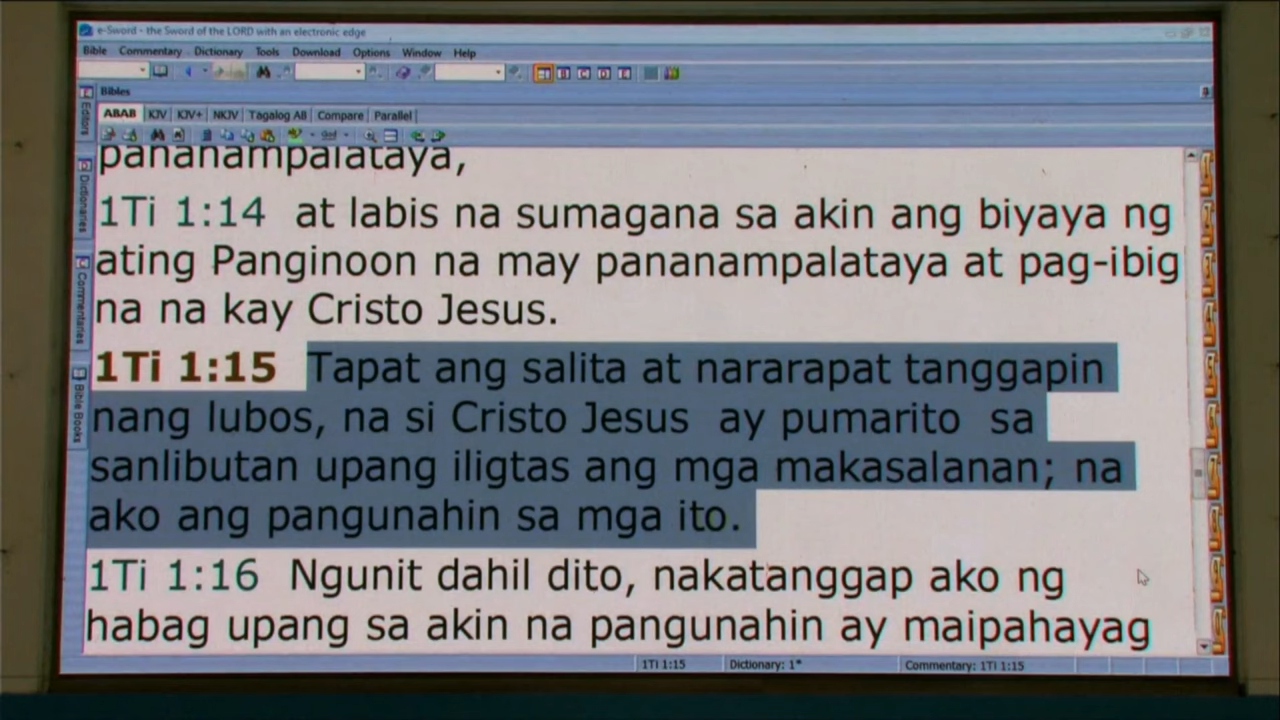 e-Sword - the Sword of the LORD with an electronic edge
Bible Commentary Dictionary Tools Download Options Window Help
Bibles
ABAB KJV KJV+ NKJV Tagalog AB Compare Parallel
Editors
Dictionaries
Commentaries
Bible Books
pananampalataya,
1Ti 1:14 at labis na sumagana sa akin ang biyaya ng
ating Panginoon na may pananampalataya at pag-ibig
na na kay Cristo Jesus.
1Ti 1:15 Tapat ang salita at nararapat tanggapin
nang lubos, na si Cristo Jesus ay pumarito sa
sanlibutan upang iligtas ang mga makasalanan; na
ako ang pangunahin sa mga ito.
1Ti 1:16 Ngunit dahil dito, nakatanggap ako ng
habag upang sa akin na pangunahin ay maipahayag
1Ti 1:15 Dictionary: 1* Commentary: 1Ti 1:15